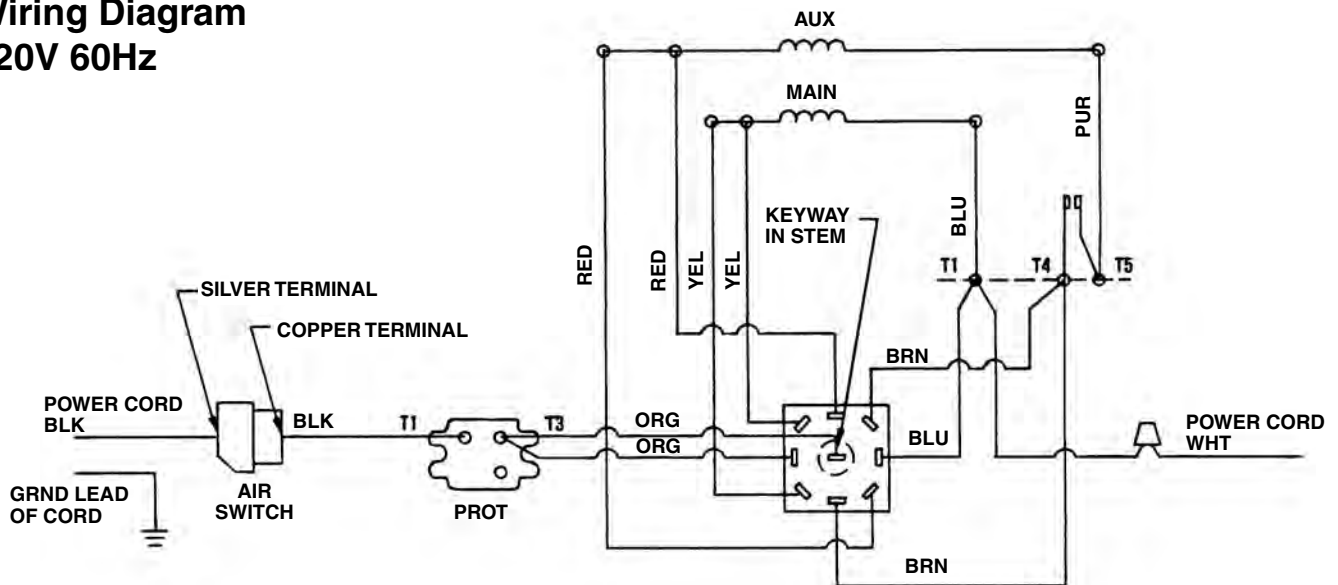 Wiring Diagram
20V 60Hz
AUX
MAIN
PUR
KEYWAY
IN STEM
BLU
RED
RED
YEL
YEL
T1
T4
T5
SILVER TERMINAL
COPPER TERMINAL
BRN
POWER CORD
BLK
BLK
T1
T3
ORG
ORG
BLU
POWER CORD
WHT
GRND LEAD
OF CORD
AIR
SWITCH
PROT
BRN